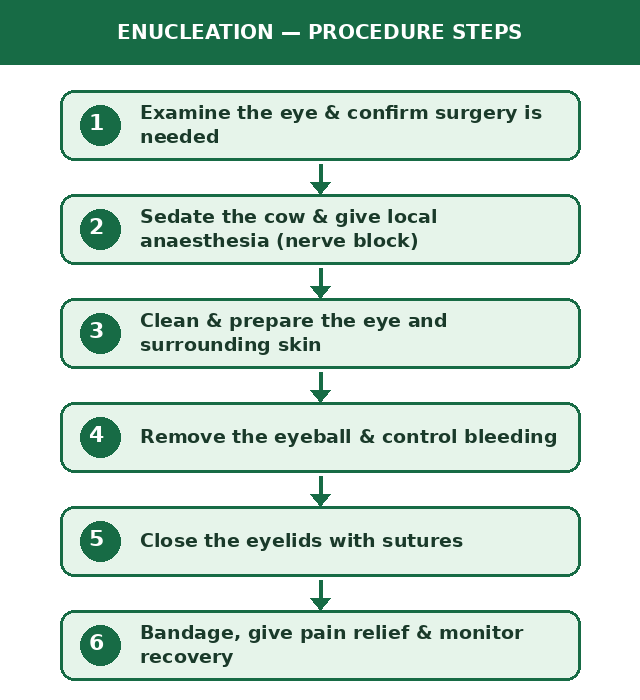 ENUCLEATION — PROCEDURE STEPS
1
Examine the eye & confirm surgery is
needed
2
Sedate the cow & give local
anaesthesia (nerve block)
3
Clean & prepare the eye and
surrounding skin
4
Remove the eyeball & control bleeding
5
Close the eyelids with sutures
6
Bandage, give pain relief & monitor
recovery